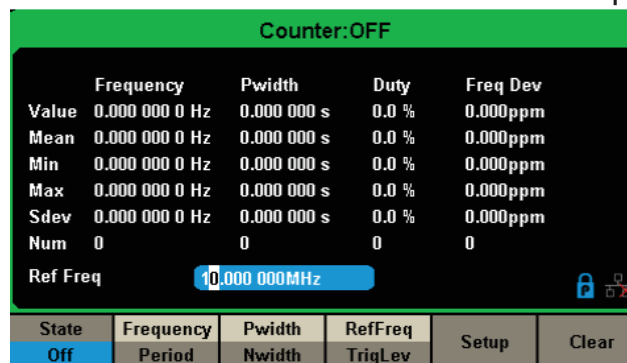 Counter:OFF
Frequency Pwidth Duty Freq Dev
Value 0.000 000 0 Hz 0.000 000 s 0.0 % 0.000ppm
Mean 0.000 000 0 Hz 0.000 000 s 0.0 % 0.000ppm
Min 0.000 000 0 Hz 0.000 000 s 0.0 % 0.000ppm
Max 0.000 000 0 Hz 0.000 000 s 0.0 % 0.000ppm
Sdev 0.000 000 0 Hz 0.000 000 s 0.0 % 0.000ppm
Num 0 0 0 0
Ref Freq 10.000 000MHz
P
State Frequency Pwidth RefFreq Setup Clear
Off Period Nwidth TrigLev